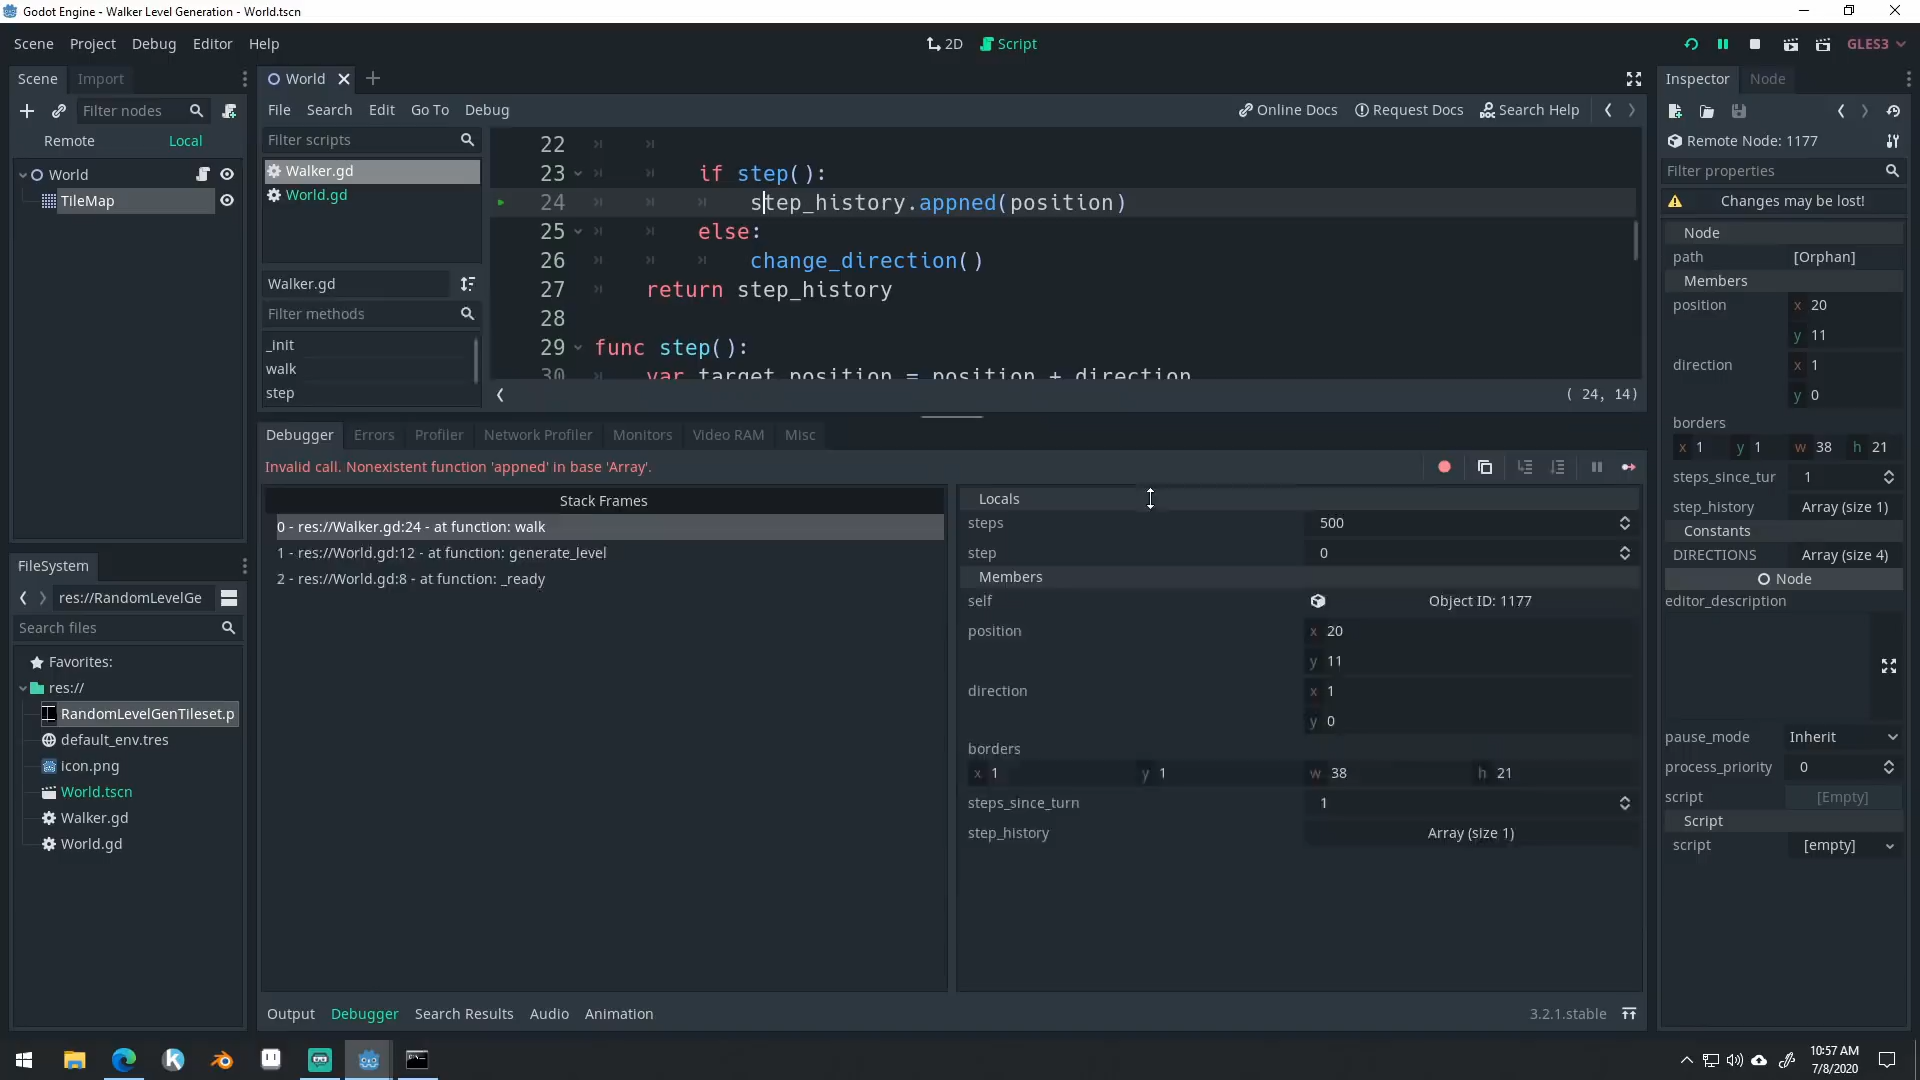 Godot Engine - Walker Level Generation - World.tscn
Scene Project Debug Editor Help
2D Script
GLES3
Scene Import
Filter nodes
Remote Local
World
TileMap
World
File Search Edit Go To Debug
Online Docs Request Docs Search Help
Filter scripts
Walker.gd
World.gd
Walker.gd
Filter methods
_init
walk
step
22
23 if step():
24 step_history.appned(position)
25 else:
26 change_direction()
27 return step_history
28
29 func step():
30 var target_position = position + direction
( 24, 14)
Debugger Errors Profiler Network Profiler Monitors Video RAM Misc
Invalid call. Nonexistent function 'appned' in base 'Array'.
Stack Frames
0 - res://Walker.gd:24 - at function: walk
1 - res://World.gd:12 - at function: generate_level
2 - res://World.gd:8 - at function: _ready
Locals
steps 500
step 0
Members
self Object ID: 1177
position x 20
y 11
direction x 1
y 0
borders
x 1 y 1 w 38 h 21
steps_since_turn 1
step_history Array (size 1)
Output Debugger Search Results Audio Animation
3.2.1.stable
FileSystem
res://RandomLevelGe
Search files
Favorites:
res://
RandomLevelGenTileset.p
default_env.tres
icon.png
World.tscn
Walker.gd
World.gd
Inspector Node
Remote Node: 1177
Filter properties
Changes may be lost!
Node
path [Orphan]
Members
position x 20
y 11
direction x 1
y 0
borders
x 1 y 1 w 38 h 21
steps_since_tur 1
step_history Array (size 1)
Constants
DIRECTIONS Array (size 4)
Node
editor_description
pause_mode Inherit
process_priority 0
script [Empty]
Script
script [empty]
10:57 AM
7/8/2020